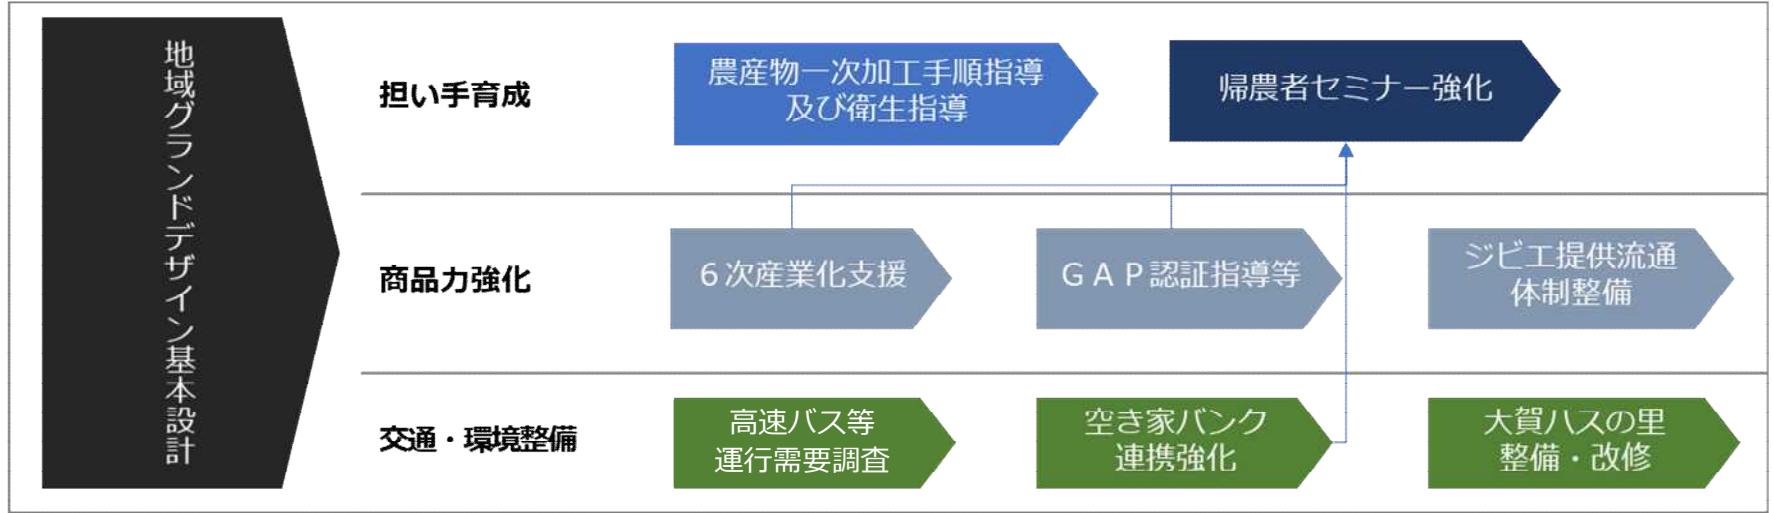 地域グランドデザイン基本設計
担い手育成
農産物一次加工手順指導
及び衛生指導
帰農者セミナー強化
商品力強化
６次産業化支援
ＧＡＰ認証指導等
ジビエ提供流通
体制整備
交通・環境整備
高速バス等
運行需要調査
空き家バンク
連携強化
大賀ハスの里
整備・改修